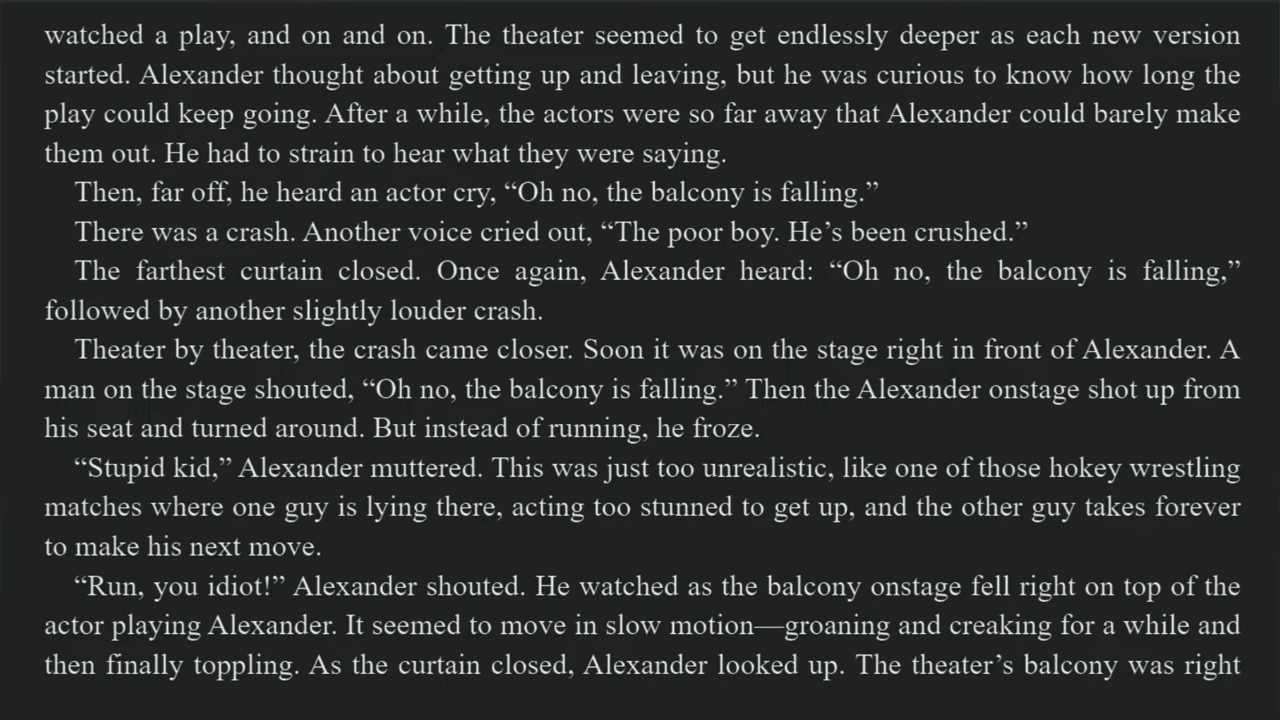 watched a play, and on and on. The theater seemed to get endlessly deeper as each new version
started. Alexander thought about getting up and leaving, but he was curious to know how long the
play could keep going. After a while, the actors were so far away that Alexander could barely make
them out. He had to strain to hear what they were saying.
Then, far off, he heard an actor cry, “Oh no, the balcony is falling.”
There was a crash. Another voice cried out, “The poor boy. He’s been crushed.”
The farthest curtain closed. Once again, Alexander heard: “Oh no, the balcony is falling,”
followed by another slightly louder crash.
Theater by theater, the crash came closer. Soon it was on the stage right in front of Alexander. A
man on the stage shouted, “Oh no, the balcony is falling.” Then the Alexander onstage shot up from
his seat and turned around. But instead of running, he froze.
“Stupid kid,” Alexander muttered. This was just too unrealistic, like one of those hokey wrestling
matches where one guy is lying there, acting too stunned to get up, and the other guy takes forever
to make his next move.
“Run, you idiot!” Alexander shouted. He watched as the balcony onstage fell right on top of the
actor playing Alexander. It seemed to move in slow motion—groaning and creaking for a while and
then finally toppling. As the curtain closed, Alexander looked up. The theater’s balcony was right